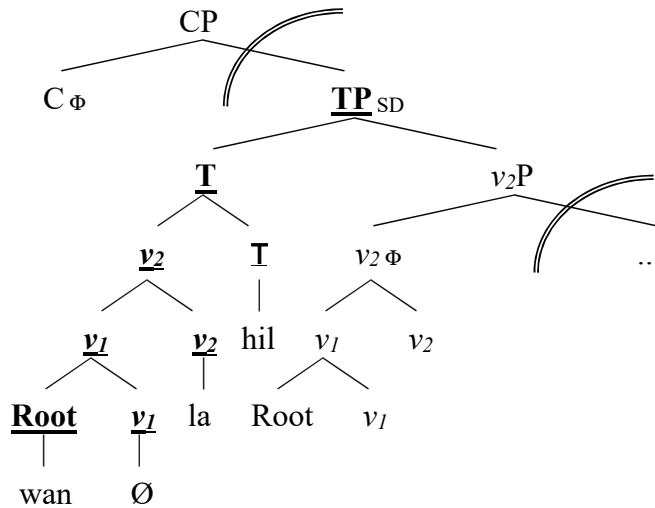 CP
C Φ TP SD
T v2P
v2 T v2 Φ ..
v1 v2 hil v1 v2
Root v1 la Root v1
wan Ø